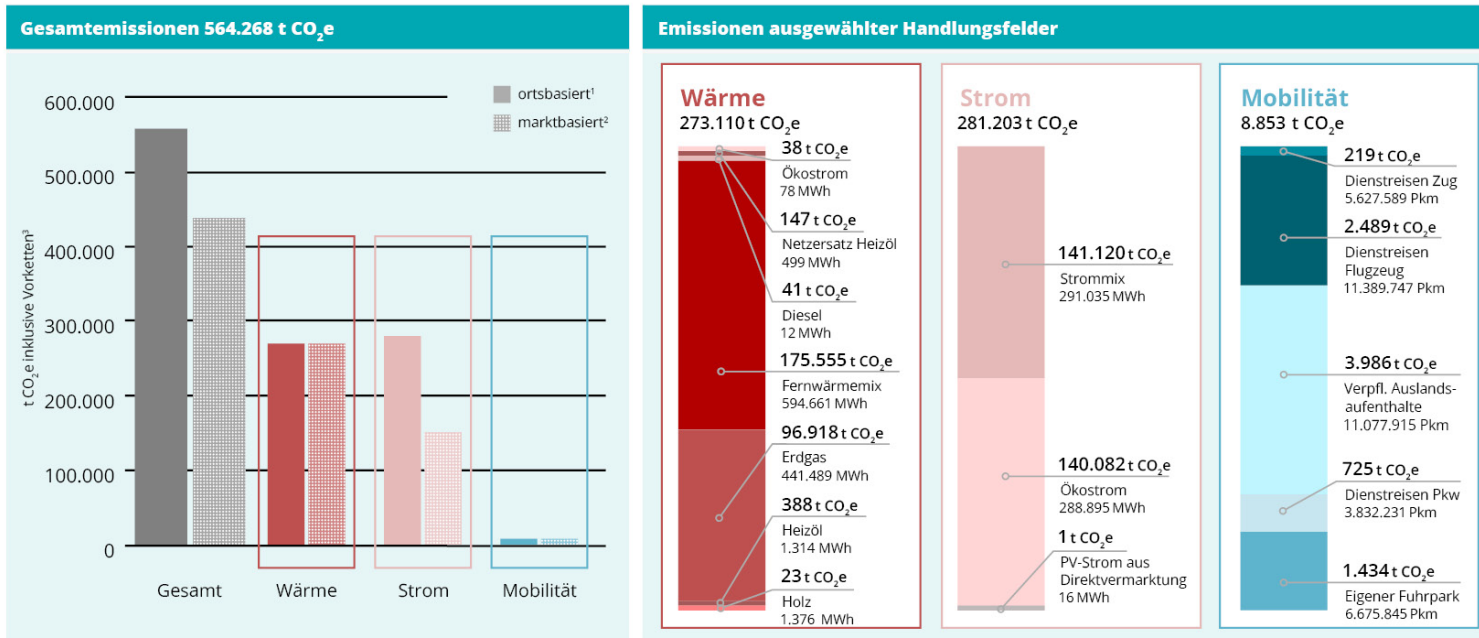 Gesamtemissionen 564.268 t CO₂e
600.000
500.000
400.000
300.000
200.000
100.000
0
t CO₂e inklusive Vorketten³
ortsbasiert¹
marktbasiert²
Gesamt
Wärme
Strom
Mobilität
Emissionen ausgewählter Handlungsfelder
Wärme
273.110 t CO₂e
38 t CO₂e
Ökostrom
78 MWh
147 t CO₂e
Netzersatz Heizöl
499 MWh
41 t CO₂e
Diesel
12 MWh
175.555 t CO₂e
Fernwärmemix
594.661 MWh
96.918 t CO₂e
Erdgas
441.489 MWh
388 t CO₂e
Heizöl
1.314 MWh
23 t CO₂e
Holz
1.376 MWh
Strom
281.203 t CO₂e
141.120 t CO₂e
Strommix
291.035 MWh
140.082 t CO₂e
Ökostrom
288.895 MWh
1 t CO₂e
PV-Strom aus
Direktvermarktung
16 MWh
Mobilität
8.853 t CO₂e
219 t CO₂e
Dienstreisen Zug
5.627.589 Pkm
2.489 t CO₂e
Dienstreisen
Flugzeug
11.389.747 Pkm
3.986 t CO₂e
Verpfl. Auslands-
aufenthalte
11.077.915 Pkm
725 t CO₂e
Dienstreisen Pkw
3.832.231 Pkm
1.434 t CO₂e
Eigener Fuhrpark
6.675.845 Pkm